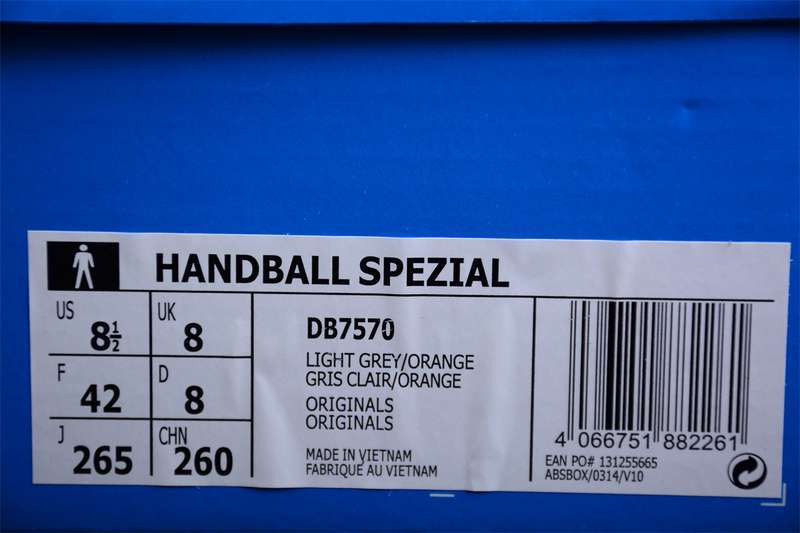 HANDBALL SPEZIAL
US 8½ UK 8
F 42 D 8
J 265 CHN 260
DB7570
LIGHT GREY/ORANGE
GRIS CLAIR/ORANGE
ORIGINALS
ORIGINALS
MADE IN VIETNAM
FABRIQUÉ AU VIETNAM
4 066751 882261
EAN PO# 131255665
ABSBOX/0314/V10